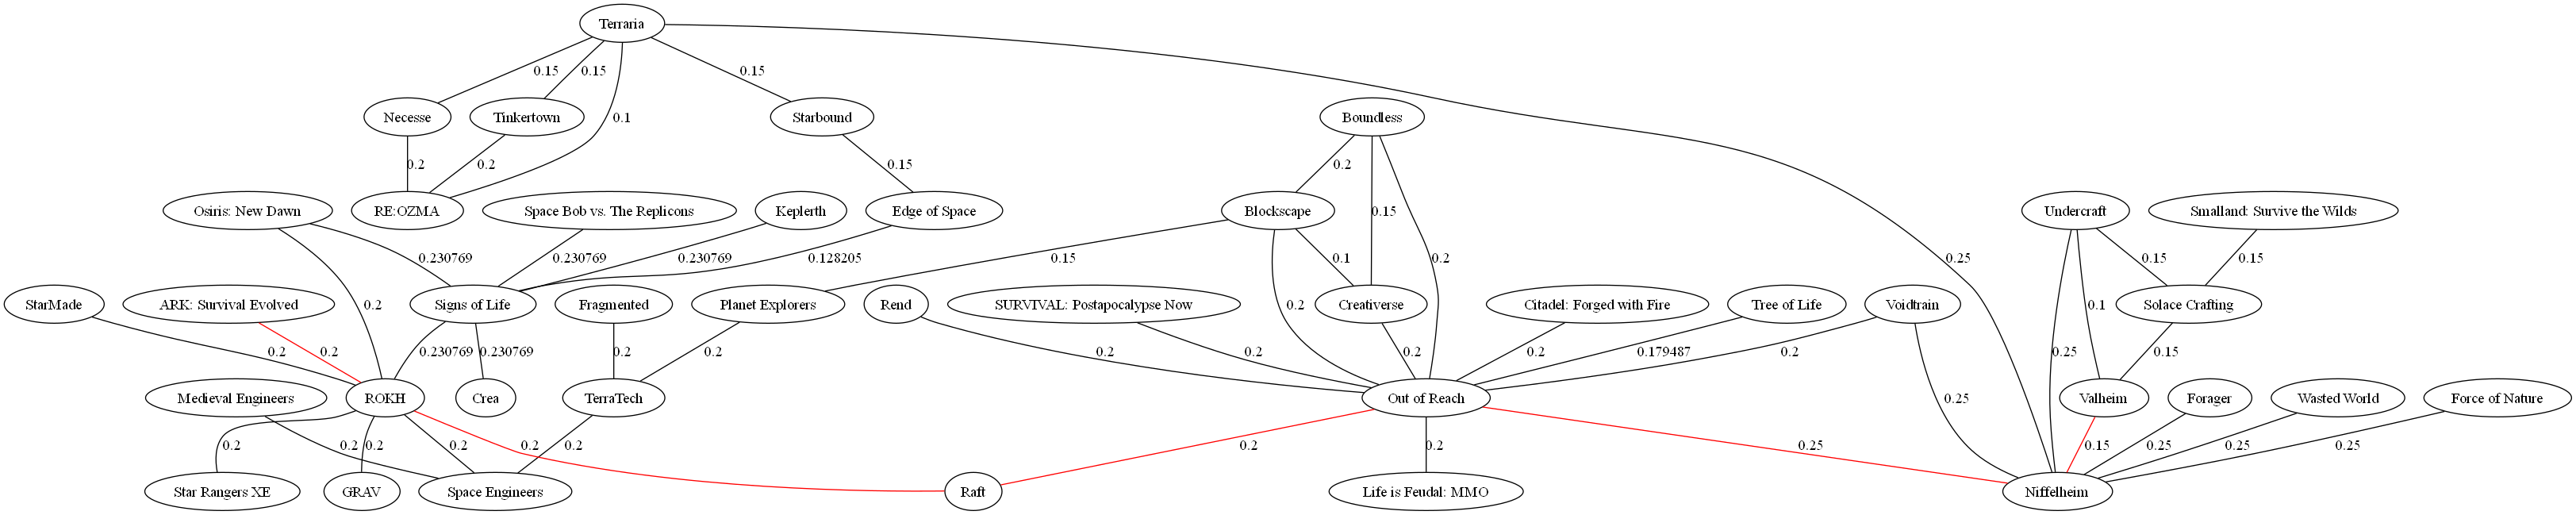 Terraria
0.15
0.15
0.15
Necesse
Tinkertown
0.1
Starbound
Boundless
0.2
0.2
0.15
0.2
Osiris: New Dawn
RE:OZMA
Space Bob vs. The Replicons
Keplerth
Edge of Space
Blockscape
0.15
Undercraft
Smalland: Survive the Wilds
0.230769
0.230769
0.230769
0.128205
0.15
0.1
0.2
0.25
0.15
0.15
StarMade
ARK: Survival Evolved
0.2
Signs of Life
Fragmented
Planet Explorers
Rend
SURVIVAL: Postapocalypse Now
0.2
Creativerse
Citadel: Forged with Fire
Tree of Life
Voidtrain
0.1
Solace Crafting
0.2
0.2
0.230769
0.230769
0.2
0.2
0.2
0.2
0.2
0.2
0.179487
0.2
0.25
0.15
Medieval Engineers
ROKH
Crea
TerraTech
Out of Reach
0.25
Valheim
Forager
Wasted World
Force of Nature
0.2
0.2
0.2
0.2
0.2
0.2
0.2
0.2
0.25
0.15
0.25
0.25
0.25
Star Rangers XE
GRAV
Space Engineers
Raft
Life is Feudal: MMO
Niffelheim